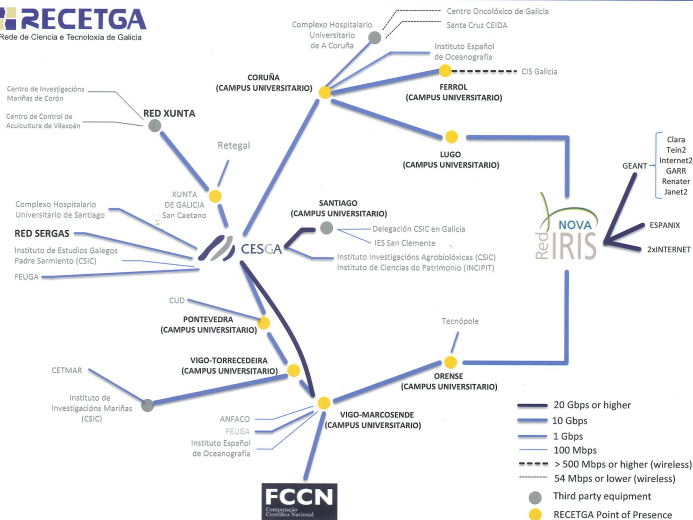 RECETGA
Rede de Ciencia e Tecnoloxía de Galicia
Centro Oncolóxico de Galicia
Santa Cruz CEIDA
Complexo Hospitalario
Universitario
de A Coruña
Instituto Español
de Oceanografía
CORUÑA
(CAMPUS UNIVERSITARIO)
CIS Galicia
FERROL
(CAMPUS UNIVERSITARIO)
Centro de Investigacións
Mariñas de Corón
Centro de Control de
Acuicultura de Vilaxoén
RED XUNTA
Retegal
LUGO
(CAMPUS UNIVERSITARIO)
GEANT
Clara
Tein2
Internet2
GARR
Renater
Janet2
XUNTA
DE GALICIA
San Caetano
Complexo Hospitalario
Universitario de Santiago
RED SERGAS
Instituto de Estudios Galegos
Padre Sarmiento (CSIC)
FEUGA
CESGA
SANTIAGO
(CAMPUS UNIVERSITARIO)
Delegación CSIC en Galicia
IES San Clemente
Instituto Investigacións Agrobiolóxicas (CSIC)
Instituto de Ciencias do Patrimonio (INCIPIT)
Red
NOVA
IRIS
ESPANIX
2xINTERNET
CUD
PONTEVEDRA
(CAMPUS UNIVERSITARIO)
Tecnópole
VIGO-TORRECEDEIRA
(CAMPUS UNIVERSITARIO)
ORENSE
(CAMPUS UNIVERSITARIO)
CETMAR
Instituto de
Investigacións Mariñas
(CSIC)
ANFACO
FEUGA
Instituto Español
de Oceanografía
VIGO-MARCOSENDE
(CAMPUS UNIVERSITARIO)
FCCN
Computação
Científica Nacional
20 Gbps or higher
10 Gbps
1 Gbps
100 Mbps
> 500 Mbps or higher (wireless)
54 Mbps or lower (wireless)
Third party equipment
RECETGA Point of Presence